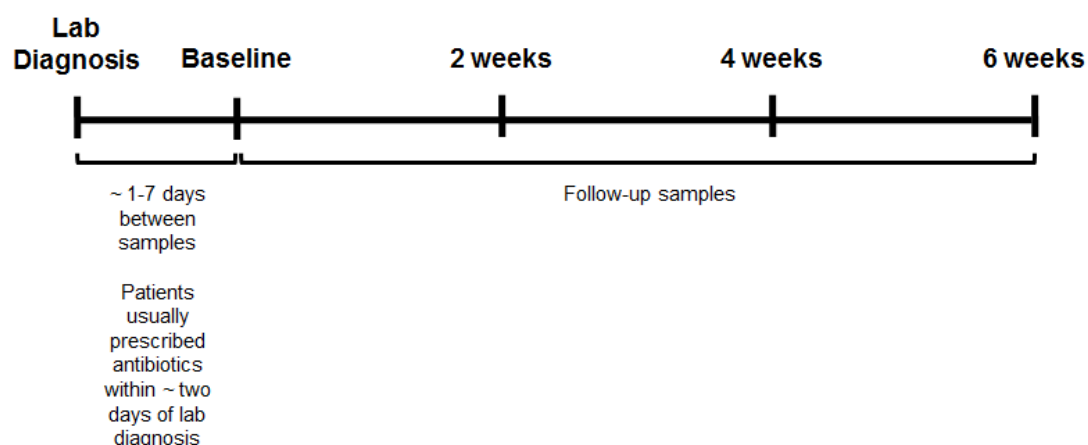 Lab
Diagnosis
Baseline
2 weeks
4 weeks
6 weeks
~ 1-7 days
between
samples
Patients
usually
prescribed
antibiotics
within ~ two
days of lab
diagnosis
Follow-up samples